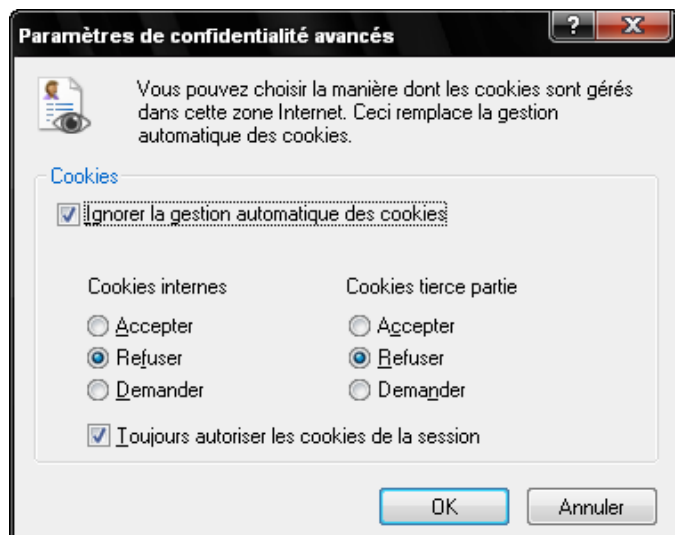 Paramètres de confidentialité avancés
?
X
Vous pouvez choisir la manière dont les cookies sont gérés
dans cette zone Internet. Ceci remplace la gestion
automatique des cookies.
Cookies
Ignorer la gestion automatique des cookies
Cookies internes
Cookies tierce partie
Accepter
Accepter
Refuser
Refuser
Demander
Demander
Toujours autoriser les cookies de la session
OK
Annuler